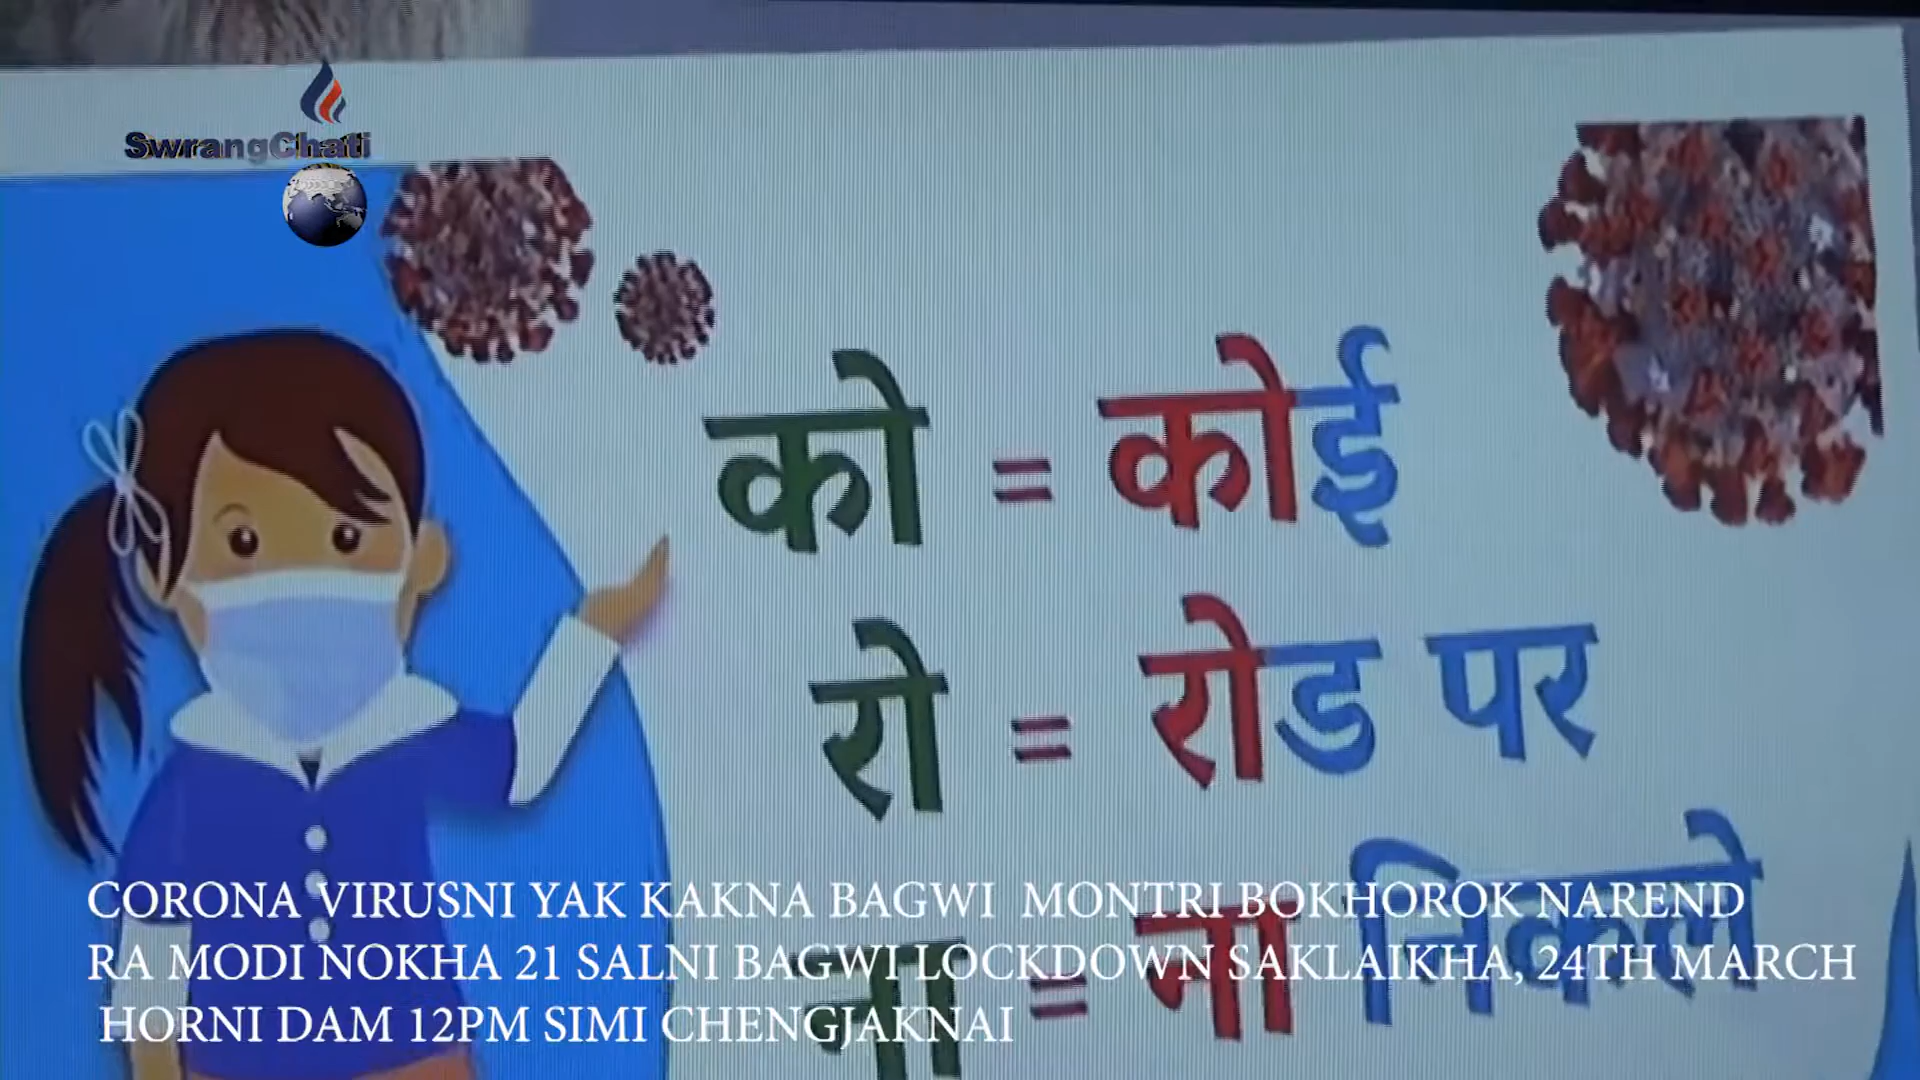 SwrangChati
को = कोई
रो = रोड पर
ना = ना निकले
CORONA VIRUSNI YAK KAKNA BAGWI MONTRI BOKHOROK NAREND
RA MODI NOKHA 21 SALNI BAGWI LOCKDOWN SAKLAIKHA, 24TH MARCH
HORNI DAM 12PM SIMI CHENGJAKNAI